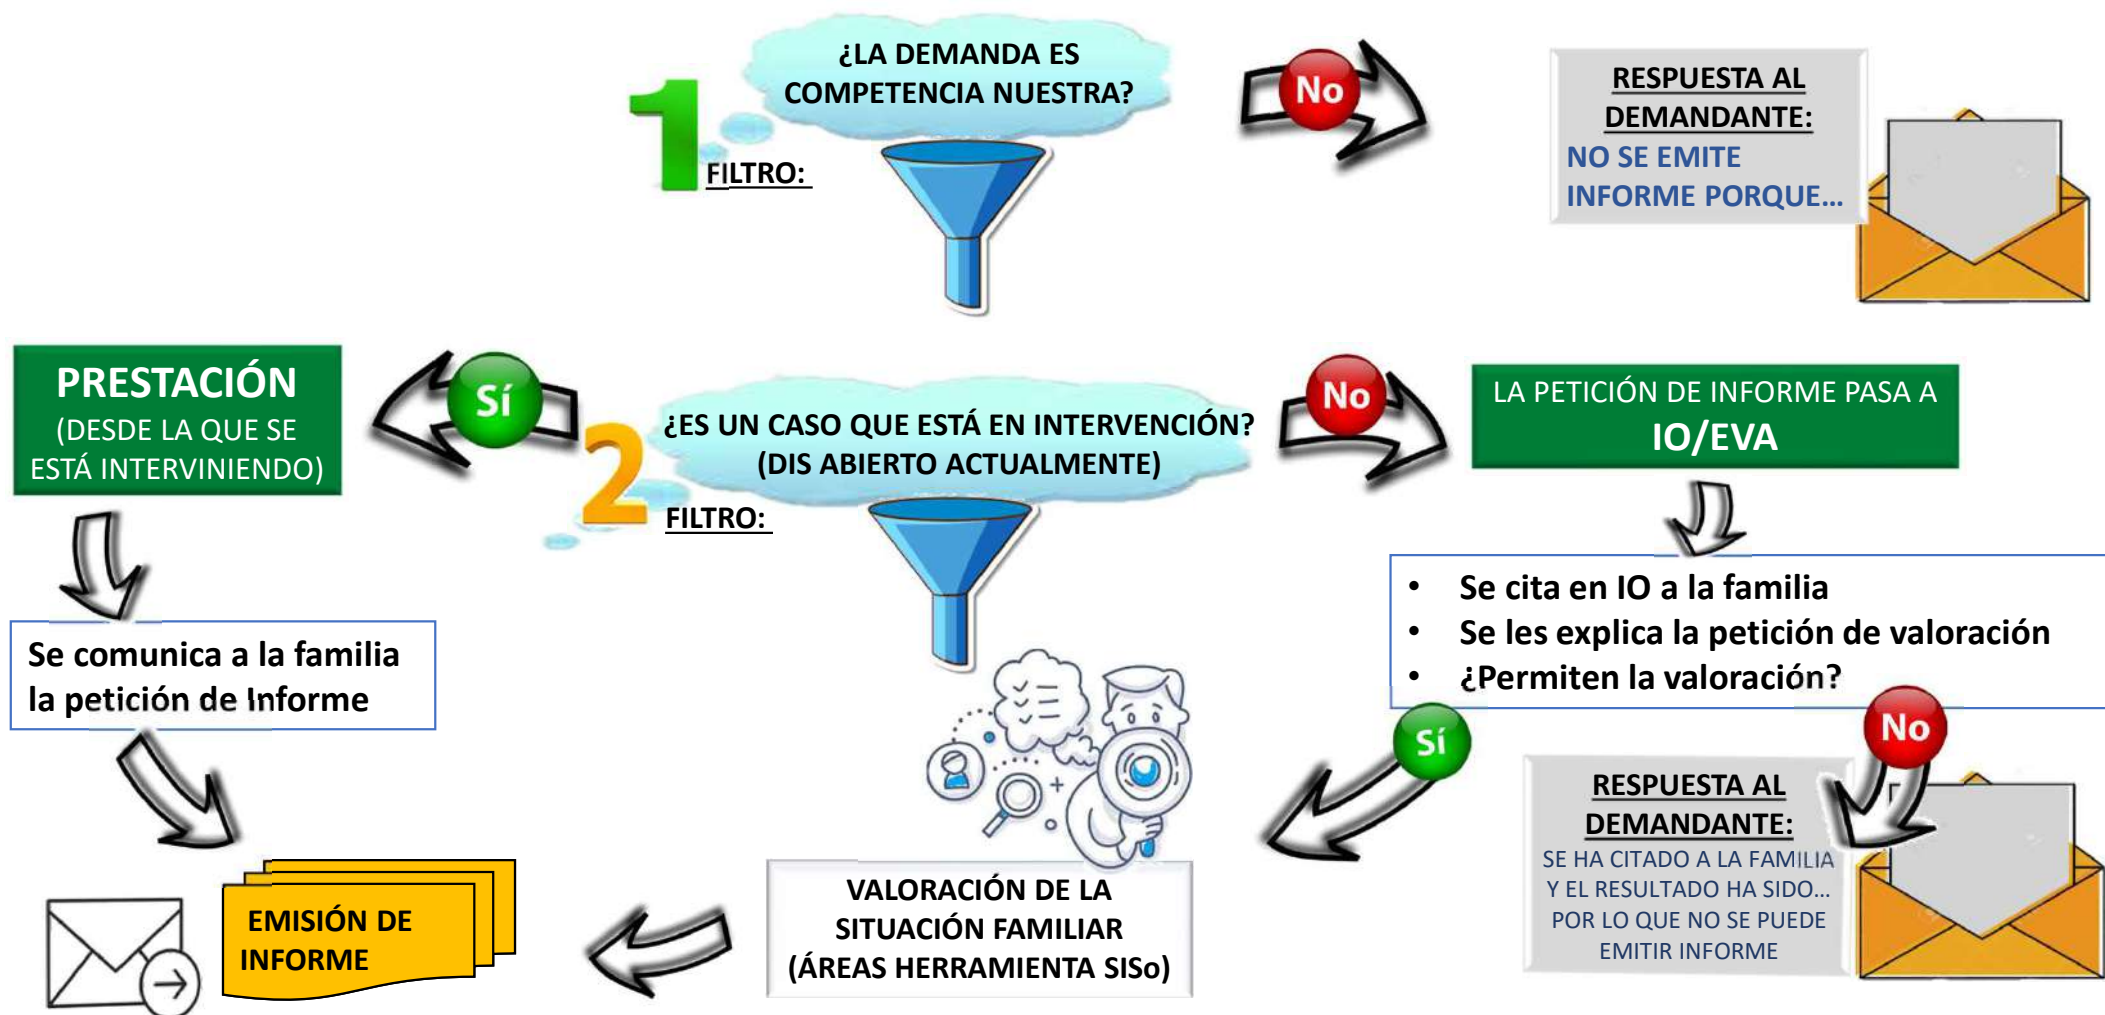 1
¿LA DEMANDA ES
COMPETENCIA NUESTRA?
FILTRO:
No
RESPUESTA AL
DEMANDANTE:
NO SE EMITE
INFORME PORQUE...
PRESTACIÓN
(DESDE LA QUE SE
ESTÁ INTERVINIENDO)
Sí
2
¿ES UN CASO QUE ESTÁ EN INTERVENCIÓN?
(DIS ABIERTO ACTUALMENTE)
FILTRO:
No
LA PETICIÓN DE INFORME PASA A
IO/EVA
Se comunica a la familia
la petición de Informe
• Se cita en IO a la familia
• Se les explica la petición de valoración
• ¿Permiten la valoración?
Sí
No
RESPUESTA AL
DEMANDANTE:
SE HA CITADO A LA FAMILIA
Y EL RESULTADO HA SIDO...
POR LO QUE NO SE PUEDE
EMITIR INFORME
VALORACIÓN DE LA
SITUACIÓN FAMILIAR
(ÁREAS HERRAMIENTA SISo)
EMISIÓN DE
INFORME